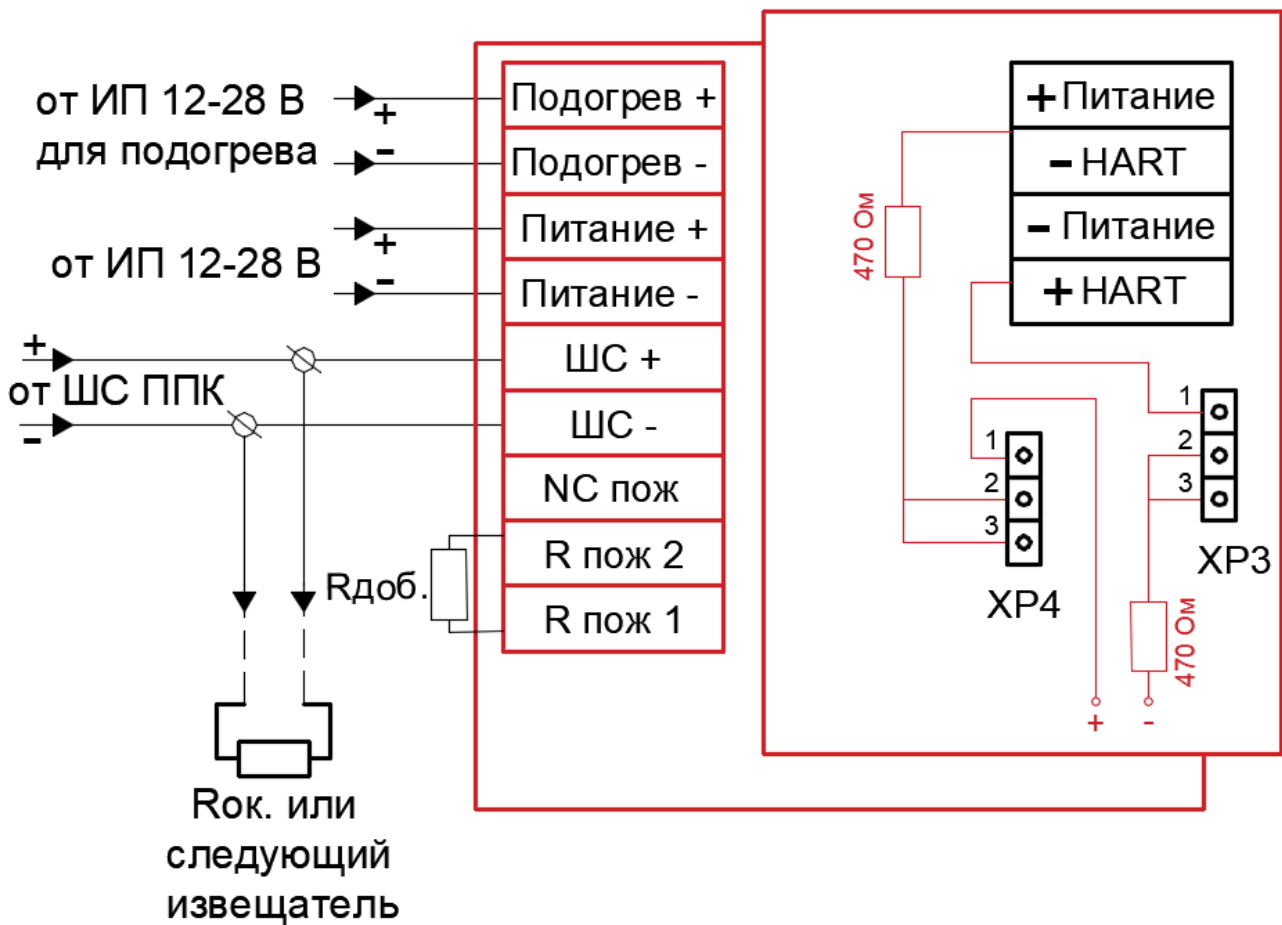 от ИП 12-28 В
для подогрева
+
-
от ИП 12-28 В
+
-
+
от ШС ППК
-
Подогрев +
Подогрев -
Питание +
Питание -
ШС +
ШС -
NC пож
R пож 2
R пож 1
Rдоб.
Rок. или
следующий
извещатель
+ Питание
- HART
- Питание
+ HART
470 Ом
1
2
3
XP4
1
2
3
XP3
470 Ом
+
-